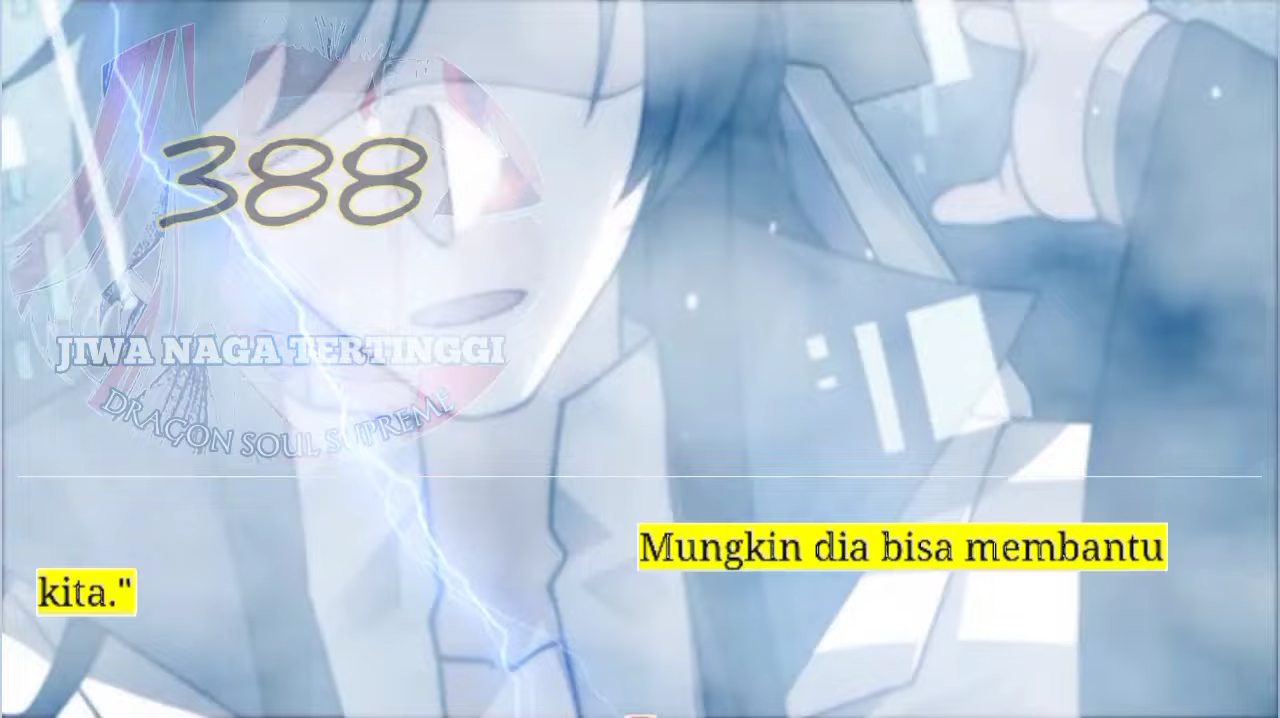 388
JIWA NAGA TERTINGGI
DRAGON SOUL SUPREME
Mungkin dia bisa membantu
kita."